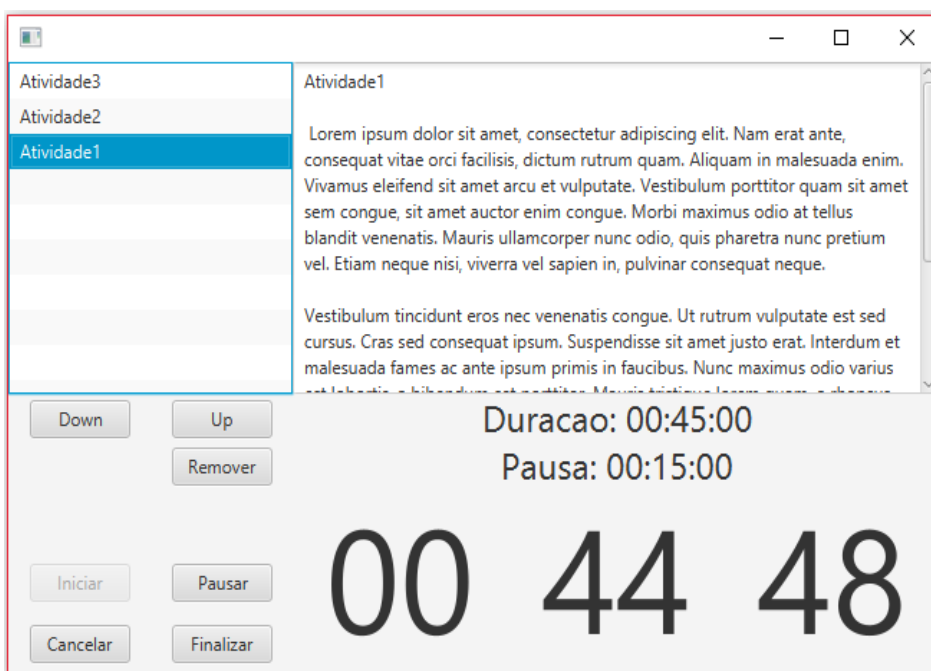 Atividade3
Atividade2
Atividade1
Atividade1
Lorem ipsum dolor sit amet, consectetur adipiscing elit. Nam erat ante,
consequat vitae orci facilisis, dictum rutrum quam. Aliquam in malesuada enim.
Vivamus eleifend sit amet arcu et vulputate. Vestibulum porttitor quam sit amet
sem congue, sit amet auctor enim congue. Morbi maximus odio at tellus
blandit venenatis. Mauris ullamcorper nunc odio, quis pharetra nunc pretium
vel. Etiam neque nisi, viverra vel sapien in, pulvinar consequat neque.
Vestibulum tincidunt eros nec venenatis congue. Ut rutrum vulputate est sed
cursus. Cras sed consequat ipsum. Suspendisse sit amet justo erat. Interdum et
malesuada fames ac ante ipsum primis in faucibus. Nunc maximus odio varius
Down
Up
Remover
Iniciar
Pausar
Cancelar
Finalizar
Duracao: 00:45:00
Pausa: 00:15:00
00 44 48